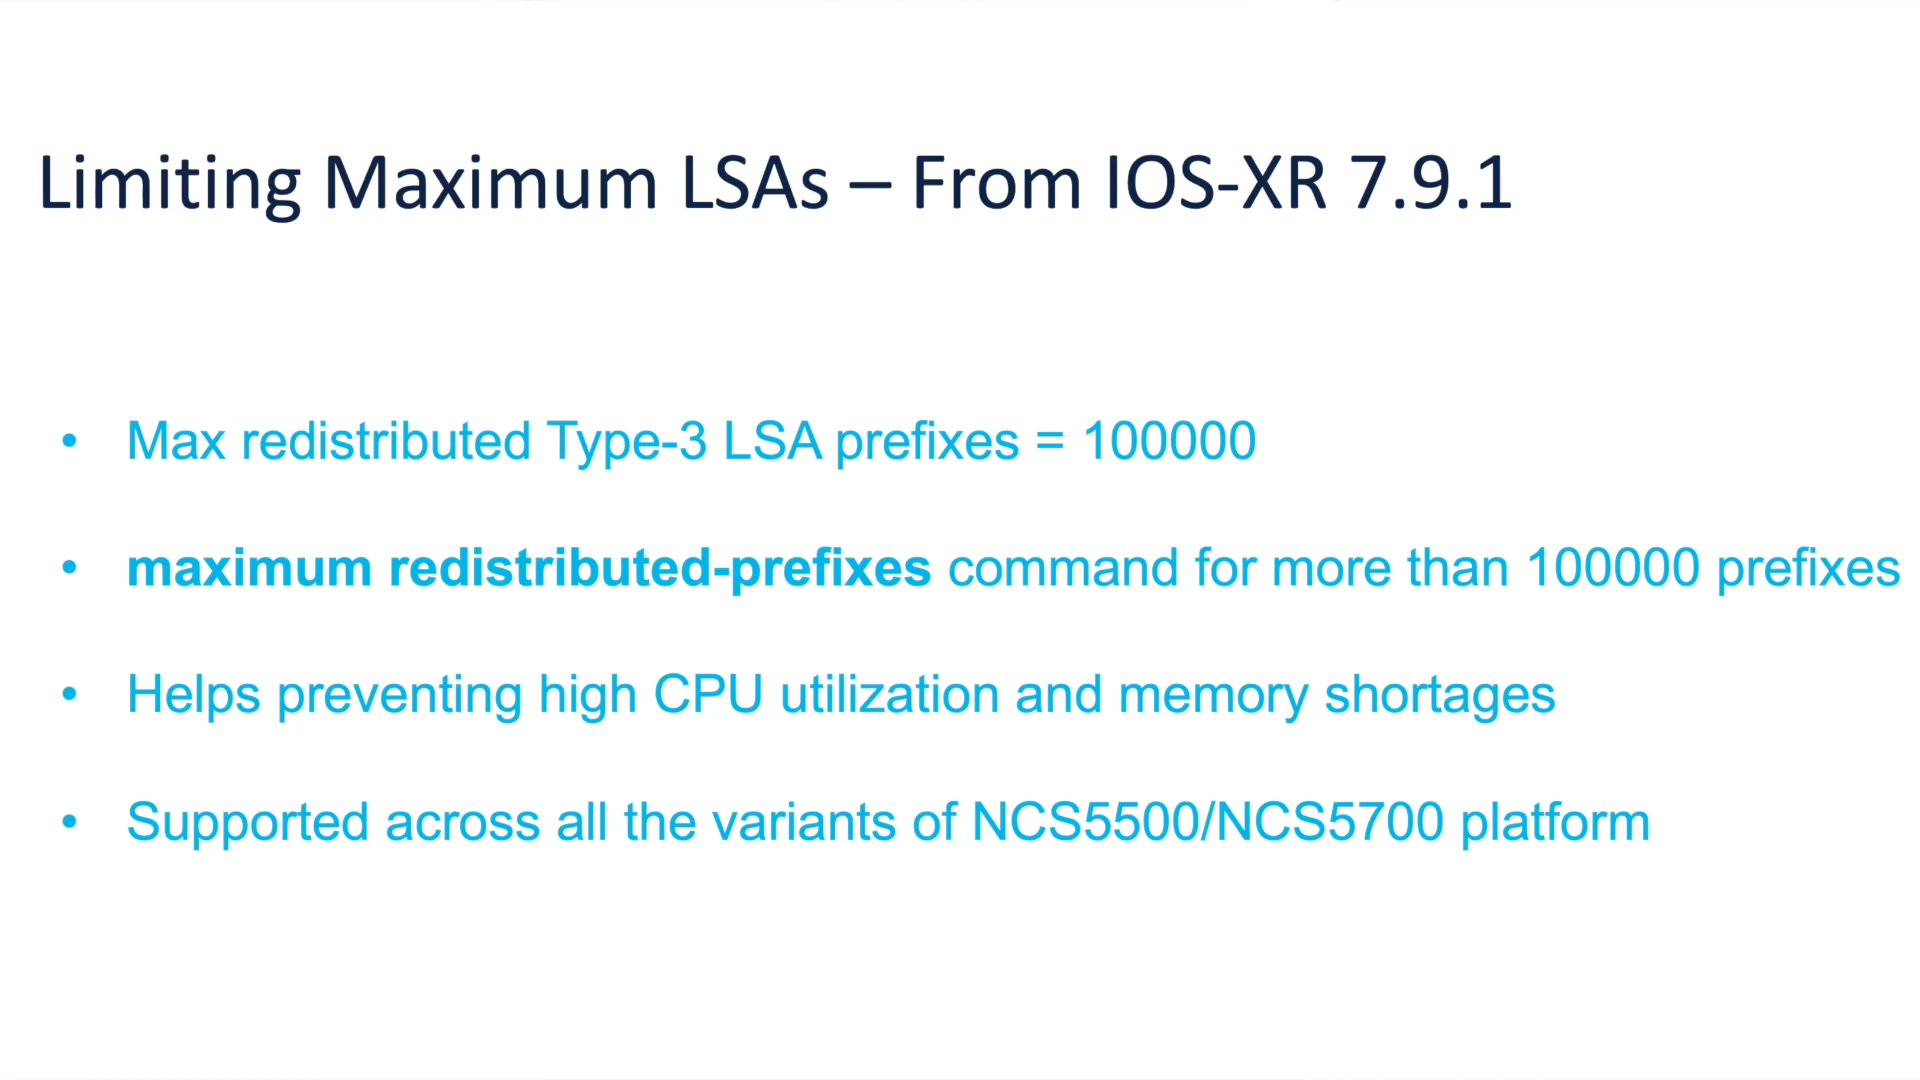 Limiting Maximum LSAs – From IOS-XR 7.9.1
• Max redistributed Type-3 LSA prefixes = 100000
• maximum redistributed-prefixes command for more than 100000 prefixes
• Helps preventing high CPU utilization and memory shortages
• Supported across all the variants of NCS5500/NCS5700 platform